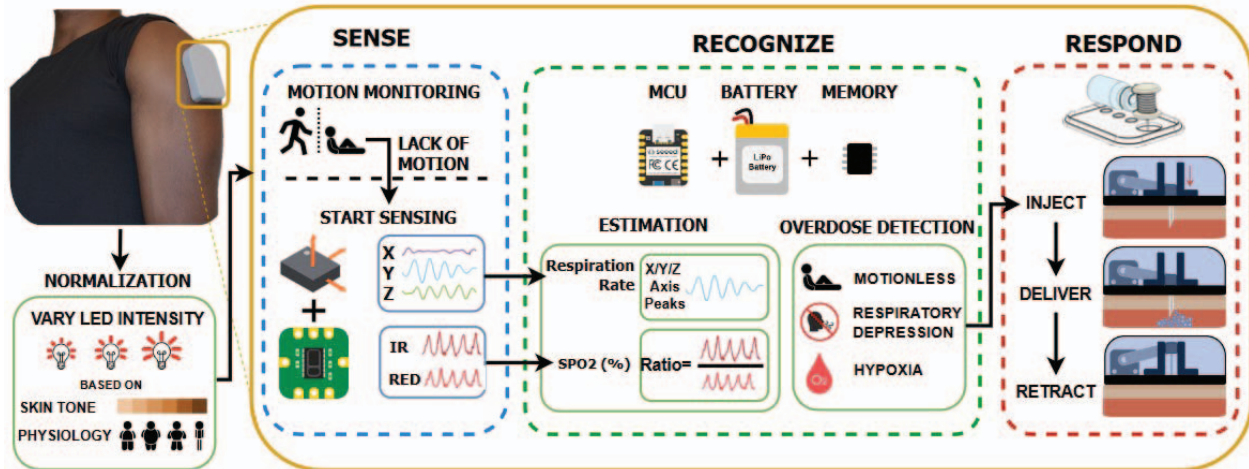 SENSE
RECOGNIZE
RESPOND
NORMALIZATION
VARY LED INTENSITY
BASED ON
SKIN TONE
PHYSIOLOGY
MOTION MONITORING
LACK OF
MOTION
START SENSING
X
Y
Z
IR
RED
MCU
BATTERY
MEMORY
seeed
+
LiPo
Battery
+
+
ESTIMATION
Respiration
Rate
X/Y/Z
Axis
Peaks
SPO2 (%)
Ratio=
OVERDOSE DETECTION
MOTIONLESS
RESPIRATORY
DEPRESSION
O₂
HYPOXIA
INJECT
DELIVER
RETRACT